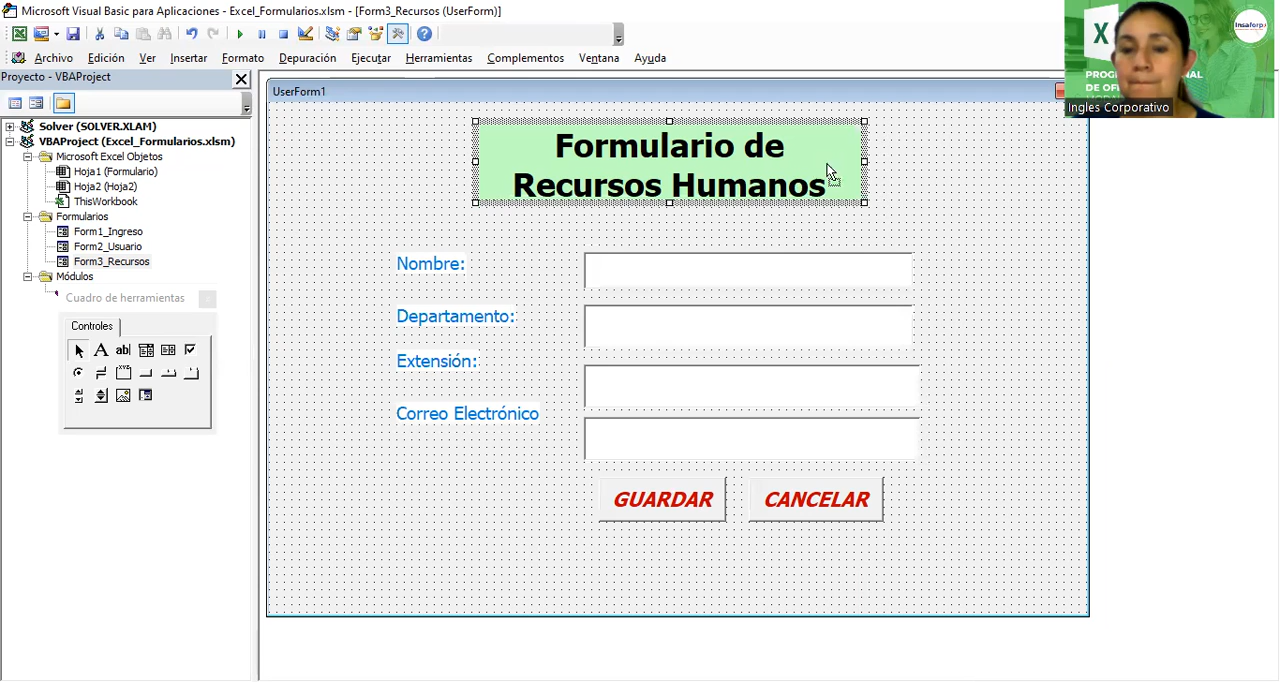 Microsoft Visual Basic para Aplicaciones - Excel_Formularios.xlsm - [Form3_Recursos (UserForm)]
Archivo Edición Ver Insertar Formato Depuración Ejecutar Herramientas Complementos Ventana Ayuda
Proyecto - VBAProject
Solver (SOLVER.XLAM)
VBAProject (Excel_Formularios.xlsm)
Microsoft Excel Objetos
Hoja1 (Formulario)
Hoja2 (Hoja2)
ThisWorkbook
Formularios
Form1_Ingreso
Form2_Usuario
Form3_Recursos
Módulos
Cuadro de herramientas
Controles
A ab
XYZ
UserForm1
Formulario de
Recursos Humanos
Nombre:
Departamento:
Extensión:
Correo Electrónico
GUARDAR CANCELAR
X
Insaforp
Ingles Corporativo